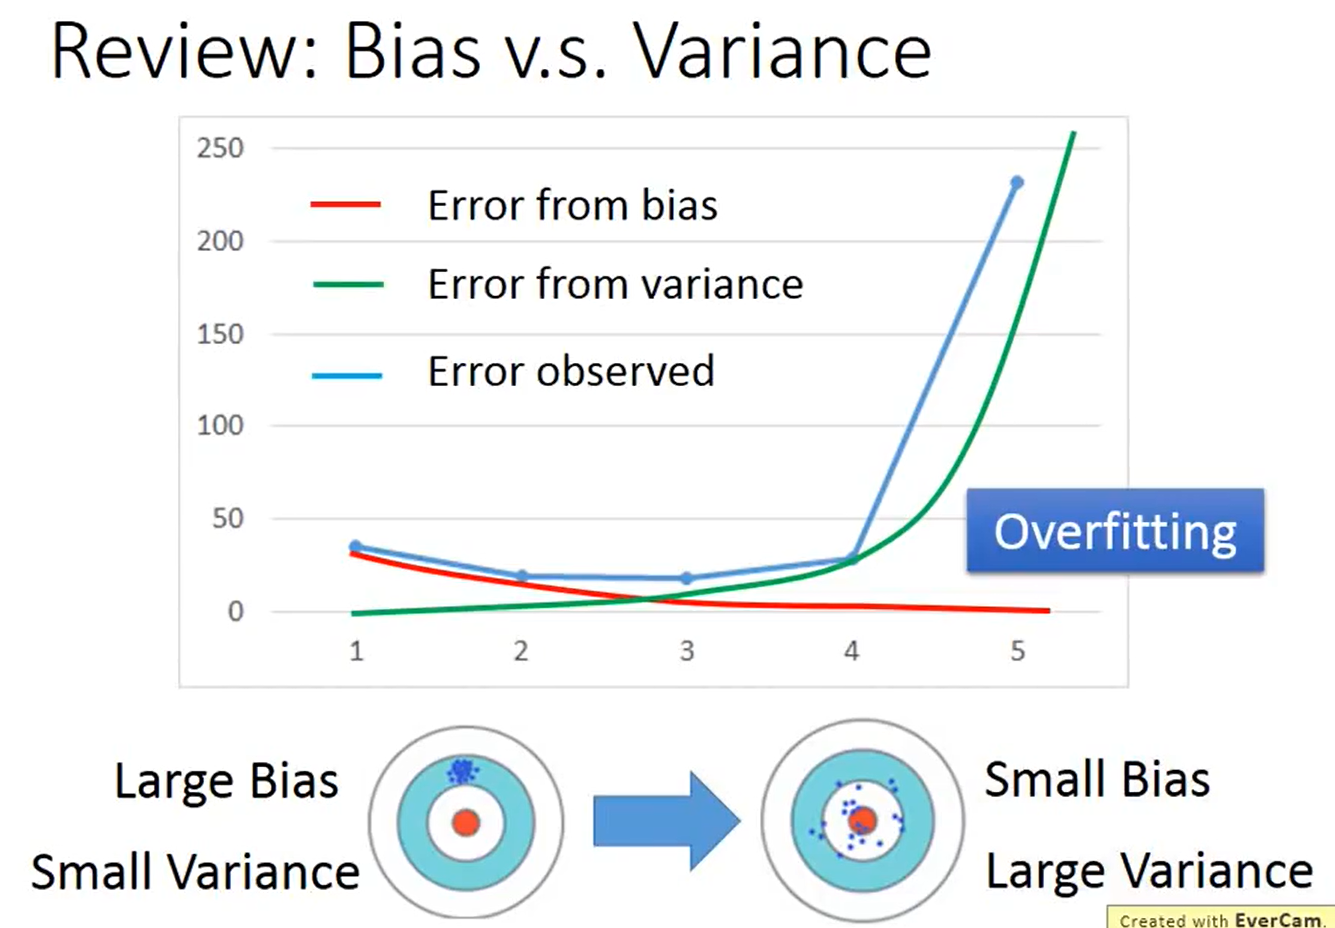 Review: Bias v.s. Variance
250
200
150
100
50
0
Error from bias
Error from variance
Error observed
Overfitting
1 2 3 4 5
Large Bias
Small Variance
Small Bias
Large Variance
Created with EverCam.